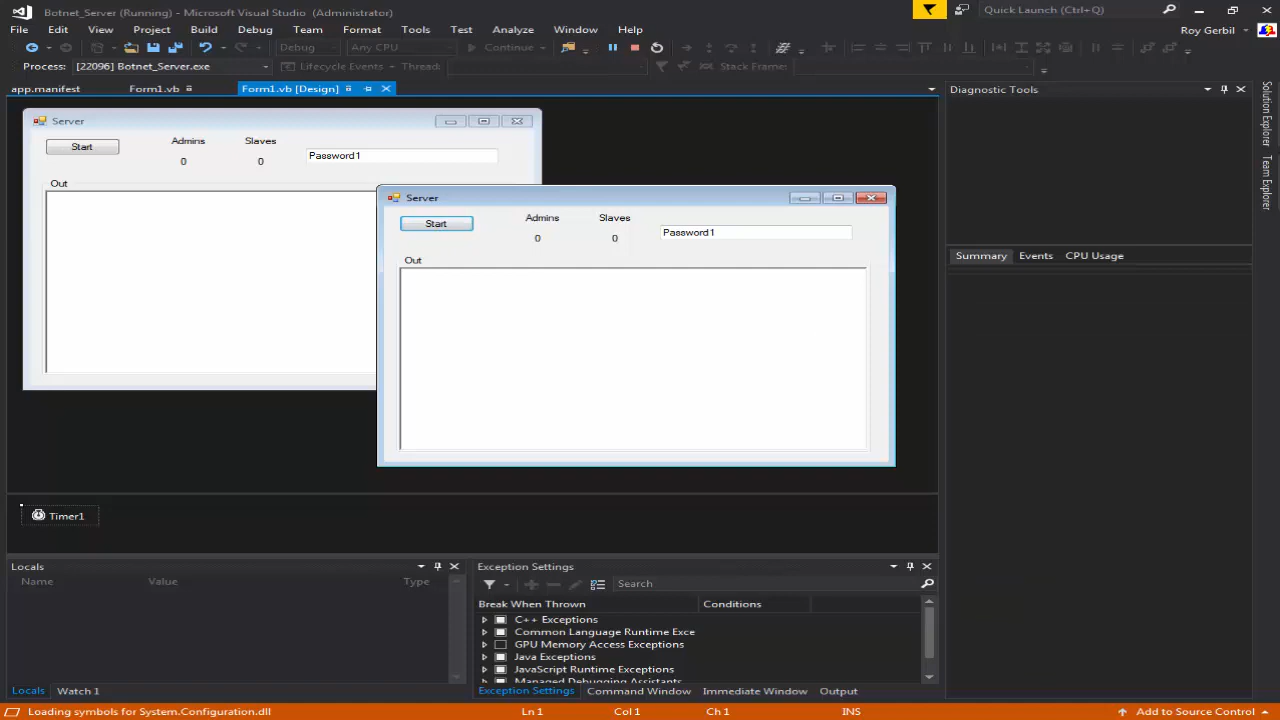 Botnet_Server (Running) - Microsoft Visual Studio (Administrator)
Quick Launch (Ctrl+Q)
File Edit View Project Build Debug Team Format Tools Test Analyze Window Help
Roy Gerbil
Debug Any CPU Continue
Process: [22096] Botnet_Server.exe Lifecycle Events Thread: Stack Frame:
app.manifest Form1.vb Form1.vb [Design]
Server
Start
Admins
0
Slaves
0
Password1
Out
Server
Start
Admins
0
Slaves
0
Password1
Out
Timer1
Diagnostic Tools
Summary Events CPU Usage
Solution Explorer
Team Explorer
Locals
Name Value Type
Locals Watch 1
Exception Settings
Search
Break When Thrown Conditions
C++ Exceptions
Common Language Runtime Exce
GPU Memory Access Exceptions
Java Exceptions
JavaScript Runtime Exceptions
Managed Debugging Assistants
Exception Settings Command Window Immediate Window Output
Loading symbols for System.Configuration.dll Ln 1 Col 1 Ch 1 INS Add to Source Control